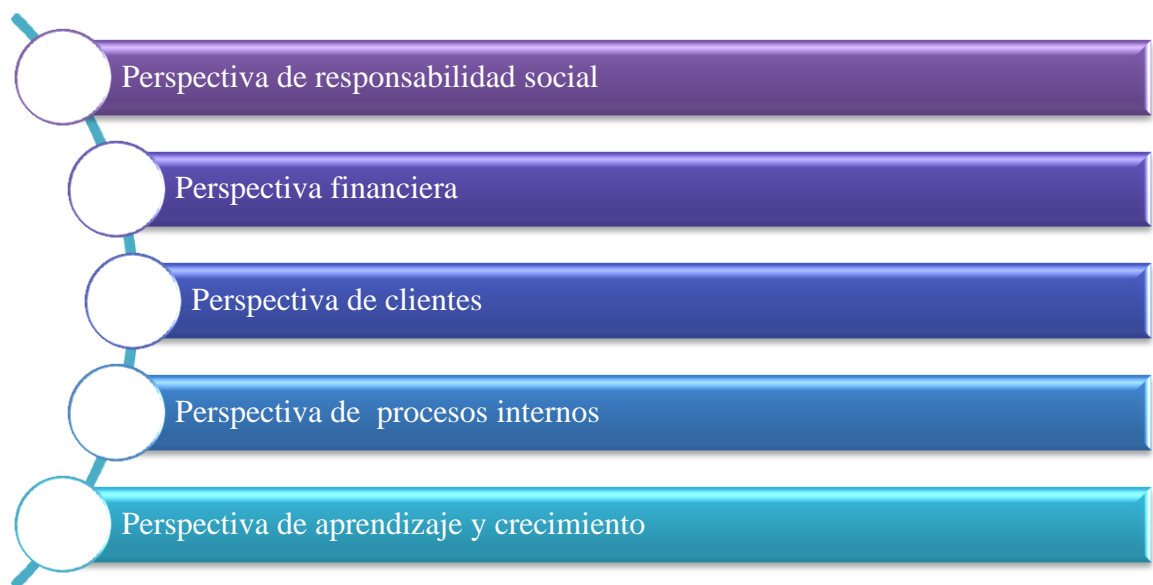 Perspectiva de responsabilidad social
Perspectiva financiera
Perspectiva de clientes
Perspectiva de  procesos internos
Perspectiva de aprendizaje y crecimiento